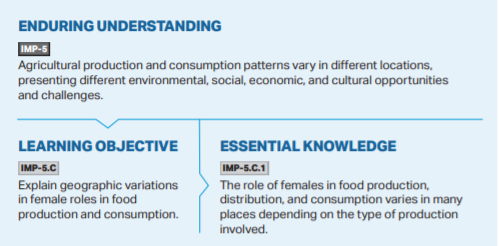 ENDURING UNDERSTANDING
IMP-5
Agricultural production and consumption patterns vary in different locations,
presenting different environmental, social, economic, and cultural opportunities
and challenges.
LEARNING OBJECTIVE
IMP-5.C
Explain geographic variations
in female roles in food
production and consumption.
ESSENTIAL KNOWLEDGE
IMP-5.C.1
The role of females in food production,
distribution, and consumption varies in many
places depending on the type of production
involved.